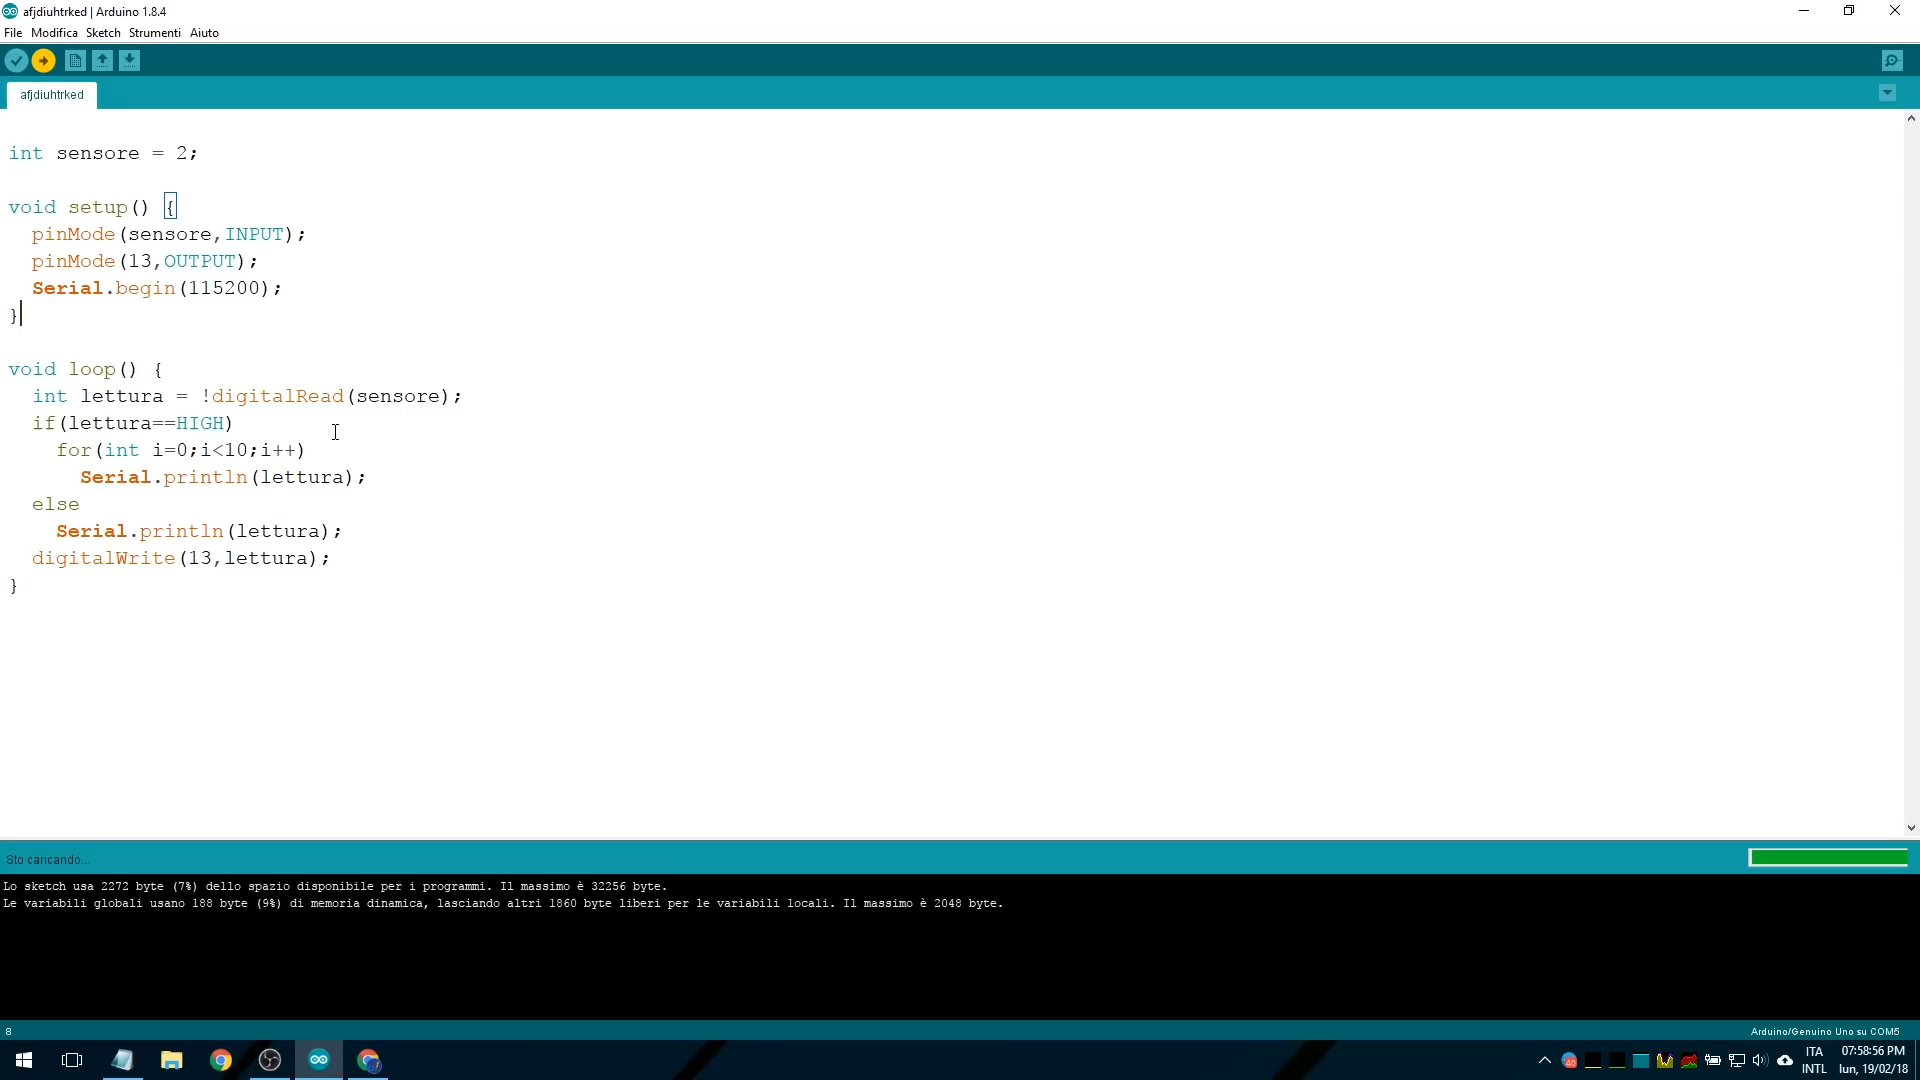 afjdiuhtrked | Arduino 1.8.4
File Modifica Sketch Strumenti Aiuto
afjdiuhtrked
int sensore = 2;
void setup() {
pinMode(sensore,INPUT);
pinMode(13,OUTPUT);
Serial.begin(115200);
}
void loop() {
int lettura = !digitalRead(sensore);
if(lettura==HIGH)
for(int i=0;i<10;i++)
Serial.println(lettura);
else
Serial.println(lettura);
digitalWrite(13,lettura);
}
Sto caricando...
Lo sketch usa 2272 byte (7%) dello spazio disponibile per i programmi. Il massimo è 32256 byte.
Le variabili globali usano 188 byte (9%) di memoria dinamica, lasciando altri 1860 byte liberi per le variabili locali. Il massimo è 2048 byte.
8
Arduino/Genuino Uno su COM5
40
ITA
INTL
07:58:56 PM
lun, 19/02/18